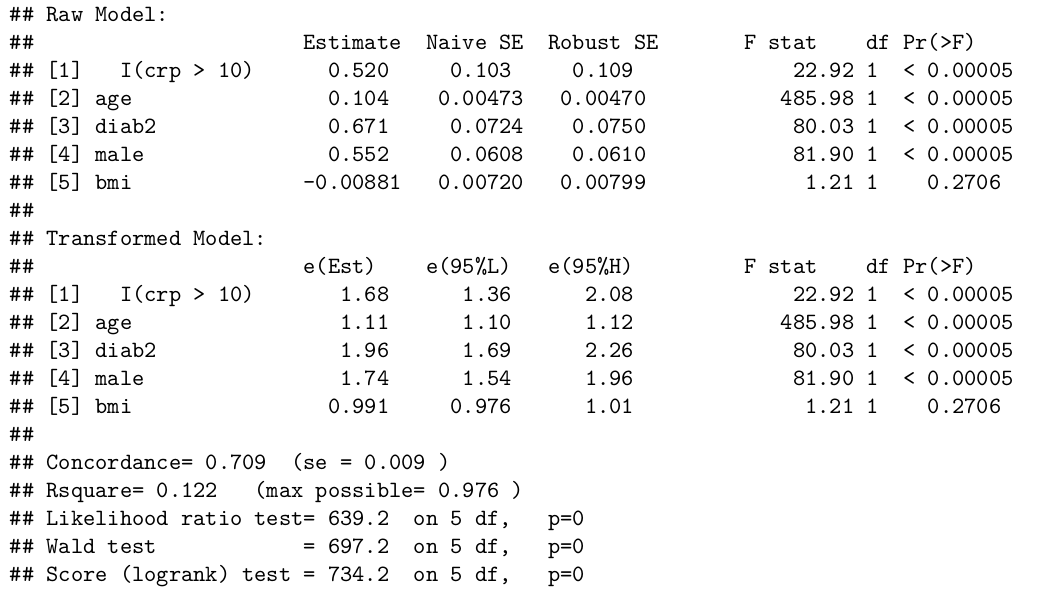 ## Raw Model:
##                      Estimate  Naive SE  Robust SE       F stat    df Pr(>F)
## [1]   I(crp > 10)      0.520     0.103     0.109             22.92 1  < 0.00005
## [2] age                0.104   0.00473   0.00470            485.98 1  < 0.00005
## [3] diab2              0.671    0.0724    0.0750             80.03 1  < 0.00005
## [4] male               0.552    0.0608    0.0610             81.90 1  < 0.00005
## [5] bmi              -0.00881  0.00720   0.00799              1.21 1    0.2706
##
## Transformed Model:
##                      e(Est)    e(95%L)   e(95%H)         F stat    df Pr(>F)
## [1]   I(crp > 10)       1.68      1.36      2.08             22.92 1  < 0.00005
## [2] age                 1.11      1.10      1.12            485.98 1  < 0.00005
## [3] diab2               1.96      1.69      2.26             80.03 1  < 0.00005
## [4] male                1.74      1.54      1.96             81.90 1  < 0.00005
## [5] bmi                0.991     0.976      1.01              1.21 1    0.2706
##
## Concordance= 0.709  (se = 0.009 )
## Rsquare= 0.122   (max possible= 0.976 )
## Likelihood ratio test= 639.2  on 5 df,   p=0
## Wald test            = 697.2  on 5 df,   p=0
## Score (logrank) test = 734.2  on 5 df,   p=0